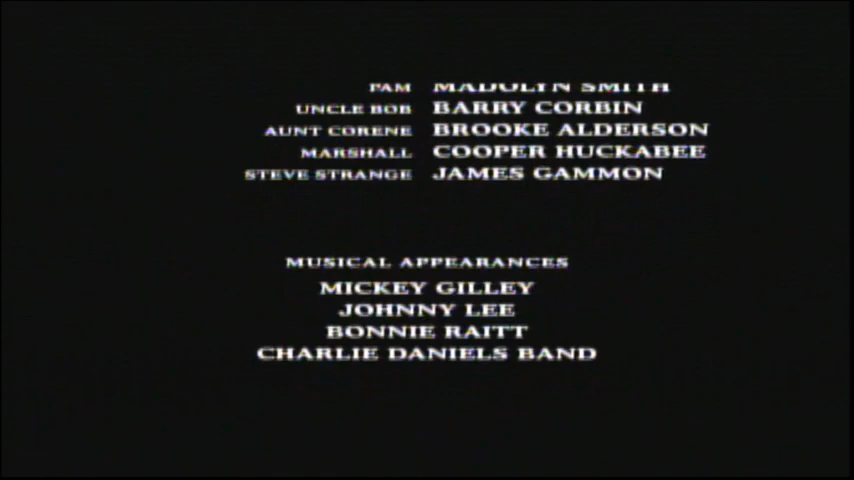 PAM MADOLYN SMITH
UNCLE BOB BARRY CORBIN
AUNT CORENE BROOKE ALDERSON
MARSHALL COOPER HUCKABEE
STEVE STRANGE JAMES GAMMON
MUSICAL APPEARANCES
MICKEY GILLEY
JOHNNY LEE
BONNIE RAITT
CHARLIE DANIELS BAND